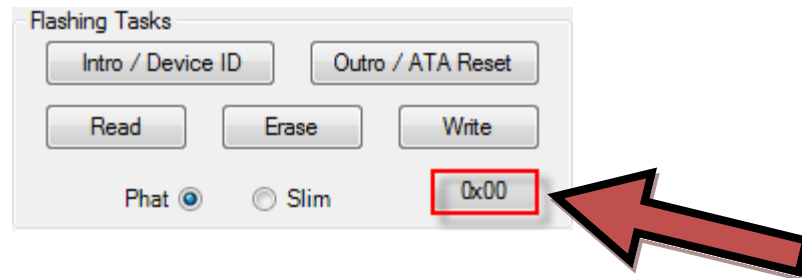 Flashing Tasks
Intro / Device ID Outro / ATA Reset
Read Erase Write
Phat Slim 0x00